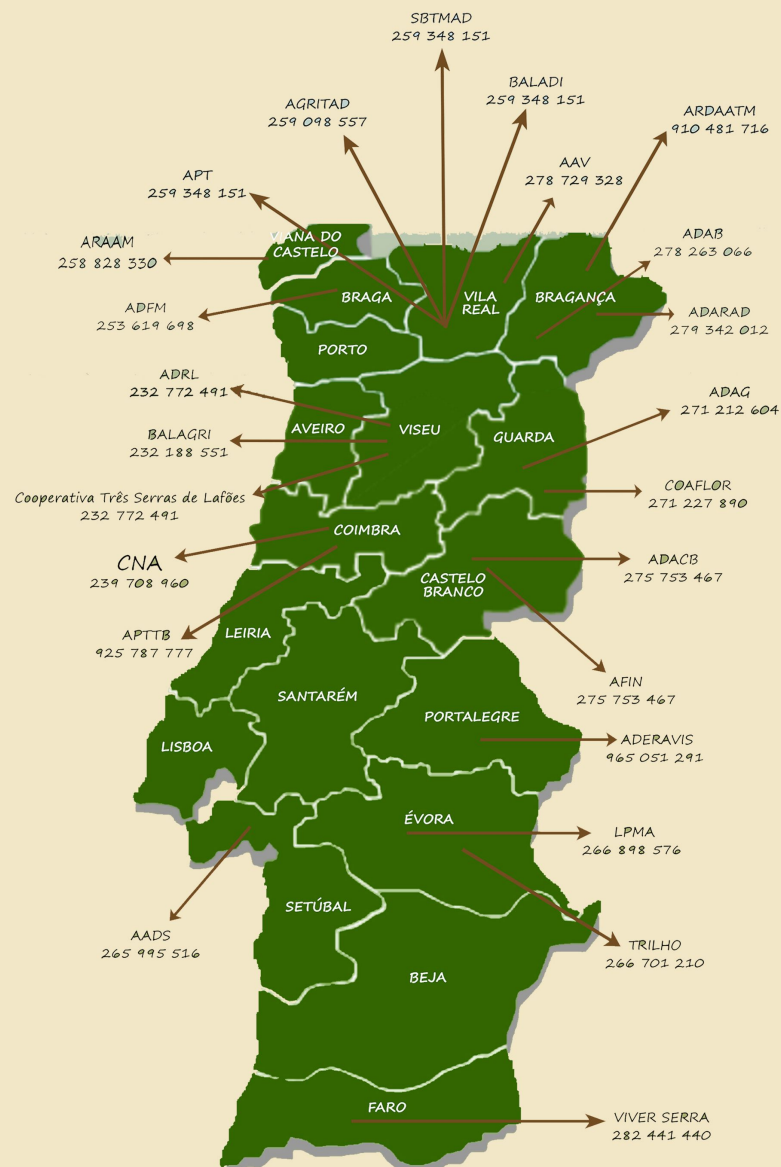 SBTMAD
259 348 151
BALADI
259 348 151
AGRITAD
259 098 557
ARDAATM
910 481 716
APT
259 348 151
AAV
278 729 328
ARAAM
258 828 330
IANA DO
CASTELO
ADAB
278 263 066
ADFM
253 619 698
BRAGA
VILA
REAL
BRAGANÇA
ADARAD
279 342 012
PORTO
ADRL
232 772 491
ADAG
271 212 604
BALAGRI
232 188 551
AVEIRO
VISEU
GUARDA
Cooperativa Três Serras de Lafões
232 772 491
COAFLOR
271 227 890
COIMBRA
CNA
239 708 960
CASTELO
BRANCO
ADACB
275 753 467
APTTB
925 787 777
LEIRIA
AFIN
275 753 467
SANTARÉM
PORTALEGRE
LISBOA
ADERAVIS
965 051 291
ÉVORA
LPMA
266 898 576
SETÚBAL
AADS
265 995 516
TRILHO
266 701 210
BEJA
FARO
VIVER SERRA
282 441 440